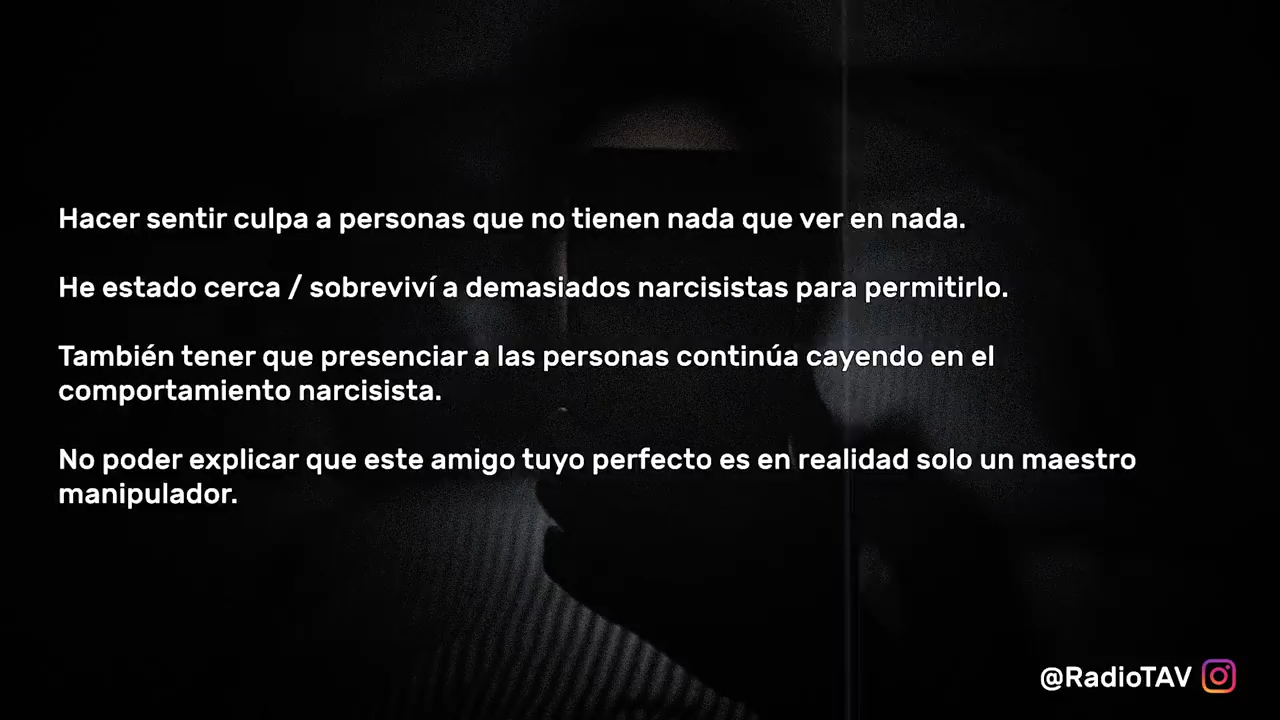 Hacer sentir culpa a personas que no tienen nada que ver en nada.
He estado cerca / sobreviví a demasiados narcisistas para permitirlo.
También tener que presenciar a las personas continúa cayendo en el
comportamiento narcisista.
No poder explicar que este amigo tuyo perfecto es en realidad solo un maestro
manipulador.
@RadioTAV